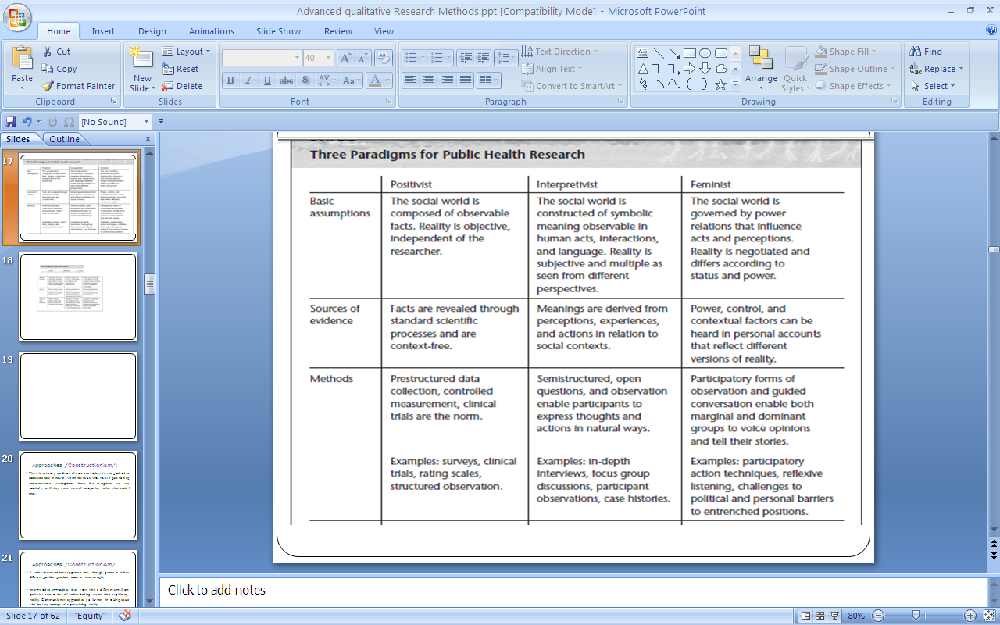 Advanced qualitative Research Methods.ppt [Compatibility Mode] - Microsoft PowerPoint
Home Insert Design Animations Slide Show Review View
Paste
Cut
Copy
Format Painter
Clipboard
New
Slide
Layout
Reset
Delete
Slides
40
B I U abc S AV Aa A
Font
Text Direction
Align Text
Convert to SmartArt
Paragraph
Arrange
Quick
Styles
Shape Fill
Shape Outline
Shape Effects
Drawing
Find
Replace
Select
Editing
[No Sound]
Slides Outline
17
18
19
20
Approaches /Constructionism/:
21
Approaches /Constructionism/...
Three Paradigms for Public Health Research
Positivist
Interpretivist
Feminist
Basic
assumptions
The social world is
composed of observable
facts. Reality is objective,
independent of the
researcher.
The social world is
constructed of symbolic
meaning observable in
human acts, interactions,
and language. Reality is
subjective and multiple as
seen from different
perspectives.
The social world is
governed by power
relations that influence
acts and perceptions.
Reality is negotiated and
differs according to
status and power.
Sources of
evidence
Facts are revealed through
standard scientific
processes and are
context-free.
Meanings are derived from
perceptions, experiences,
and actions in relation to
social contexts.
Power, control, and
contextual factors can be
heard in personal accounts
that reflect different
versions of reality.
Methods
Prestructured data
collection, controlled
measurement, clinical
trials are the norm.
Examples: surveys, clinical
trials, rating scales,
structured observation.
Semistructured, open
questions, and observation
enable participants to
express thoughts and
actions in natural ways.
Examples: in-depth
interviews, focus group
discussions, participant
observations, case histories.
Participatory forms of
observation and guided
conversation enable both
marginal and dominant
groups to voice opinions
and tell their stories.
Examples: participatory
action techniques, reflexive
listening, challenges to
political and personal barriers
to entrenched positions.
Click to add notes
Slide 17 of 62 "Equity" 80%